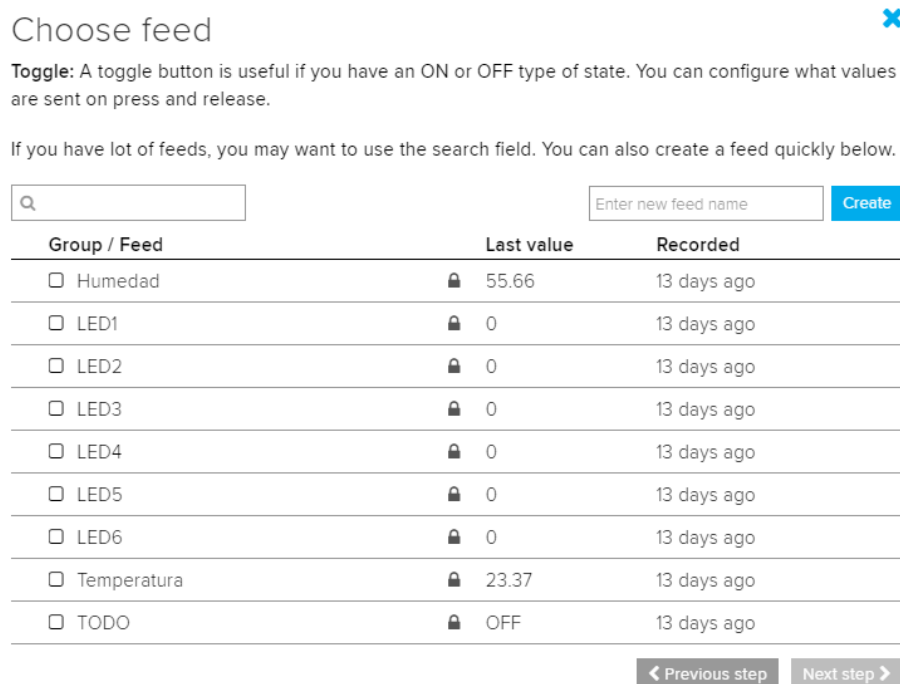 Choose feed
Toggle: A toggle button is useful if you have an ON or OFF type of state. You can configure what values
are sent on press and release.
If you have lot of feeds, you may want to use the search field. You can also create a feed quickly below.
Enter new feed name Create
Group / Feed Last value Recorded
Humedad 55.66 13 days ago
LED1 0 13 days ago
LED2 0 13 days ago
LED3 0 13 days ago
LED4 0 13 days ago
LED5 0 13 days ago
LED6 0 13 days ago
Temperatura 23.37 13 days ago
TODO OFF 13 days ago
Previous step Next step